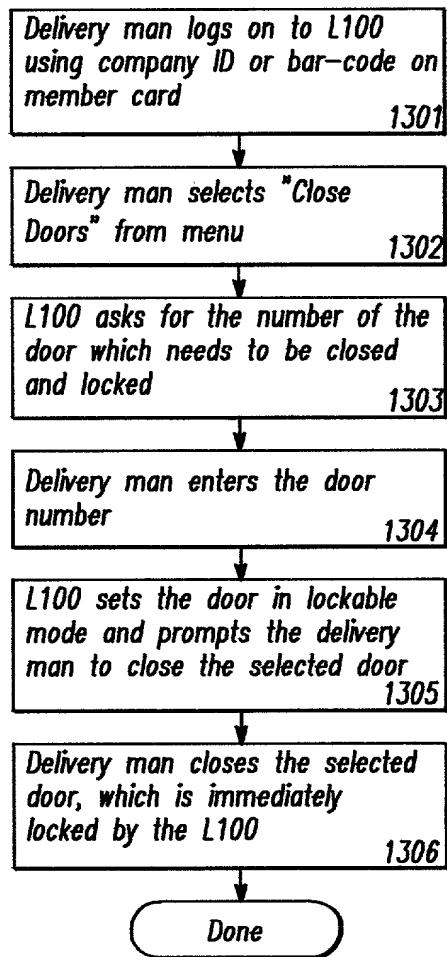 Delivery man logs on to L100
using company ID or bar-code on
member card
1301
Delivery man selects "Close
Doors" from menu
1302
L100 asks for the number of the
door which needs to be closed
and locked
1303
Delivery man enters the door
number
1304
L100 sets the door in lockable
mode and prompts the delivery
man to close the selected door
1305
Delivery man closes the selected
door, which is immediately
locked by the L100
1306
Done